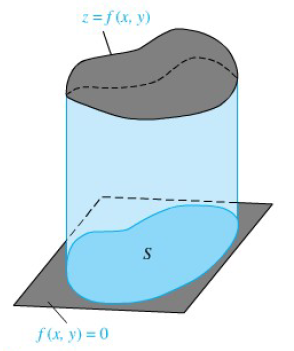 z = f (x, y)
S
f (x, y) = 0